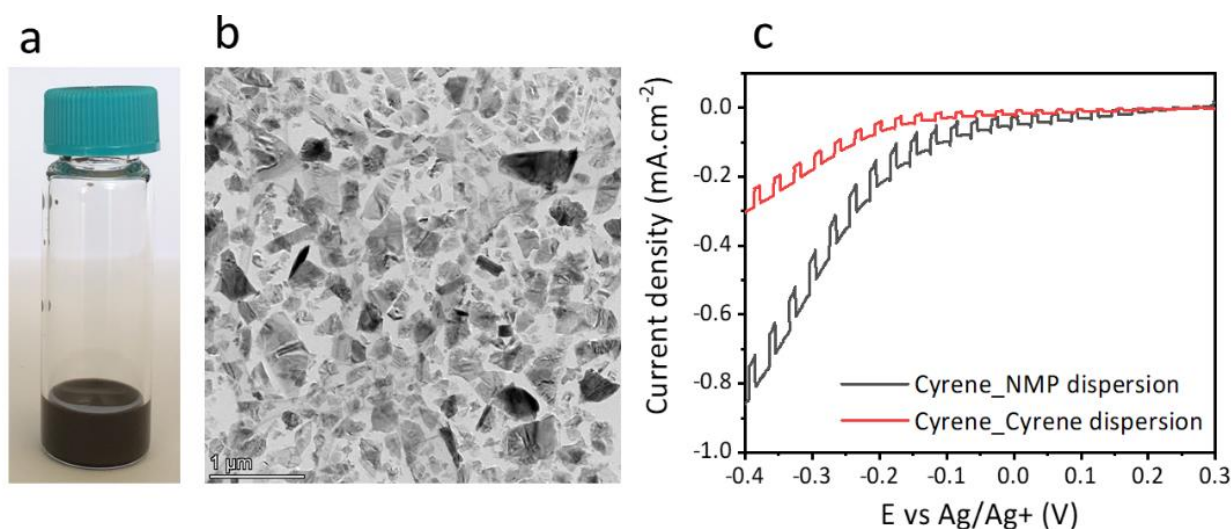 a
b
c
1 μm
Current density (mA.cm-2)
0.0
-0.2
-0.4
-0.6
-0.8
-1.0
Cyrene_NMP dispersion
Cyrene_Cyrene dispersion
-0.4 -0.3 -0.2 -0.1 0.0 0.1 0.2 0.3
E vs Ag/Ag+ (V)